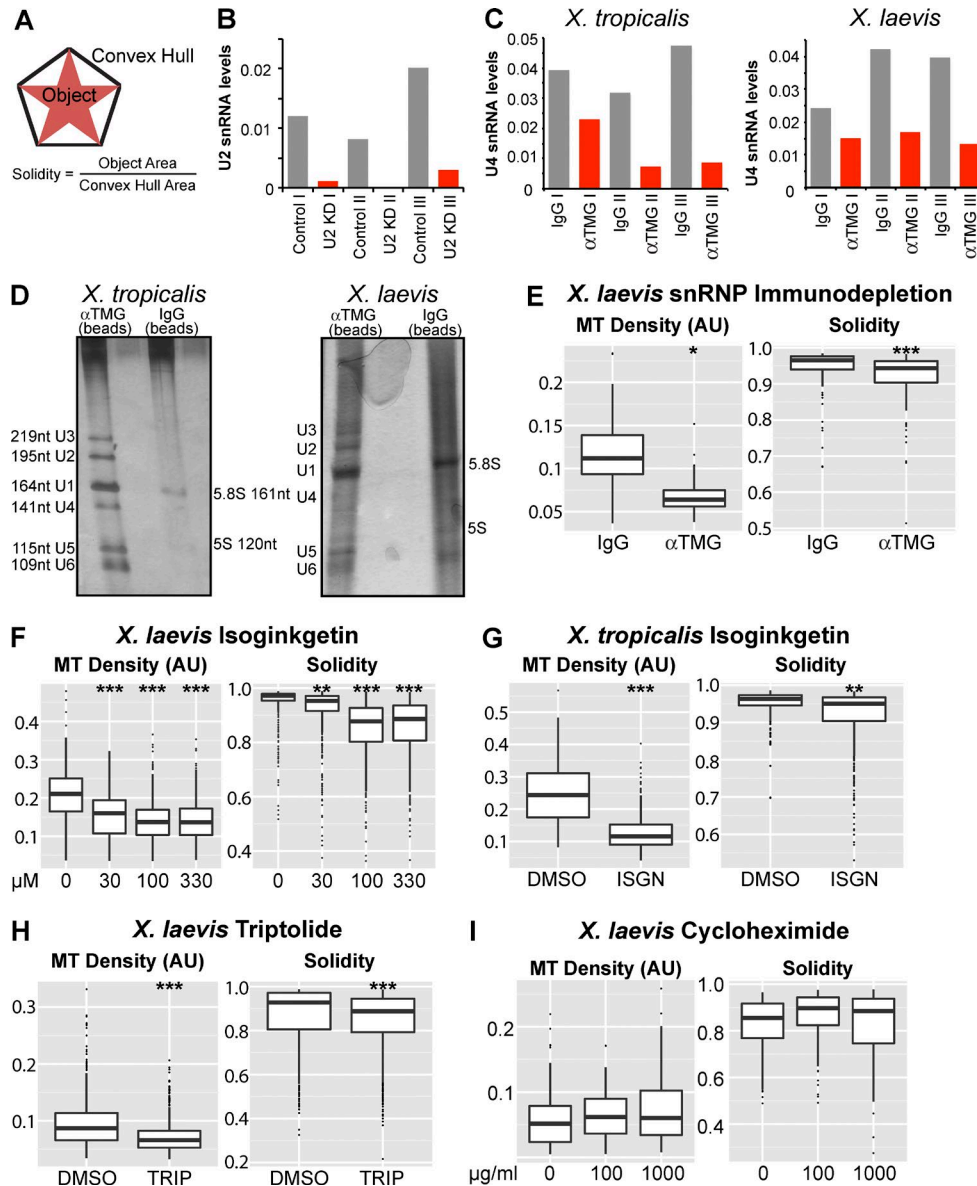 A
Convex Hull
Object
Solidity = Object Area
Convex Hull Area
B
U2 snRNA levels
0.02
0.01
0
Control I
U2 KD I
Control II
U2 KD II
Control III
U2 KD III
C
X. tropicalis
U4 snRNA levels
0.05
0.04
0.03
0.02
0.01
0
IgG I
αTMG I
IgG II
αTMG II
IgG III
αTMG III
X. laevis
U4 snRNA levels
0.05
0.04
0.03
0.02
0.01
0
IgG I
αTMG I
IgG II
αTMG II
IgG III
αTMG III
D
X. tropicalis
αTMG IgG
(beads) (beads)
219nt U3
195nt U2
164nt U1
141nt U4
115nt U5
109nt U6
5.8S 161nt
5S 120nt
X. laevis
αTMG IgG
(beads) (beads)
U3
U2
U1
U4
U5
U6
5.8S
5S
E X. laevis snRNP Immunodepletion
MT Density (AU)
*
0.2
0.1
0.05
IgG αTMG
Solidity
***
1.0
0.9
0.8
0.7
0.6
0.5
IgG αTMG
F X. laevis Isoginkgetin
MT Density (AU)
*** *** ***
0.4
0.3
0.2
0.1
µM 0 30 100 330
Solidity
** *** ***
1.0
0.8
0.6
0.4
0 30 100 330
G X. tropicalis Isoginkgetin
MT Density (AU)
***
0.5
0.4
0.3
0.2
0.1
DMSO ISGN
Solidity
**
1.0
0.9
0.8
0.7
0.6
DMSO ISGN
H X. laevis Triptolide
MT Density (AU)
***
0.3
0.2
0.1
DMSO TRIP
Solidity
***
1.0
0.8
0.6
0.4
0.2
DMSO TRIP
I X. laevis Cycloheximide
MT Density (AU)
0.2
0.1
0
µg/ml 0 100 1000
Solidity
1.0
0.8
0.6
0.4
0 100 1000